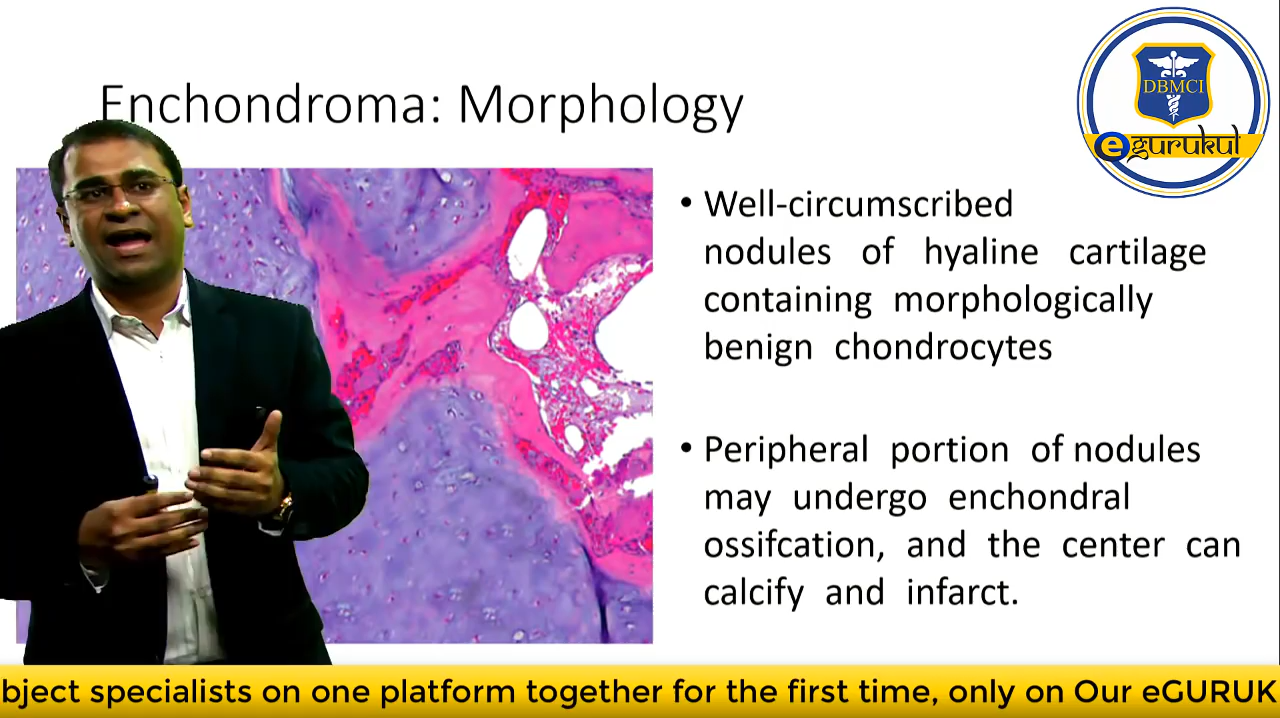 Enchondroma: Morphology
DBMCI
egurukul
• Well-circumscribed
nodules of hyaline cartilage
containing morphologically
benign chondrocytes
• Peripheral portion of nodules
may undergo enchondral
ossifcation, and the center can
calcify and infarct.
bject specialists on one platform together for the first time, only on Our eGURUK